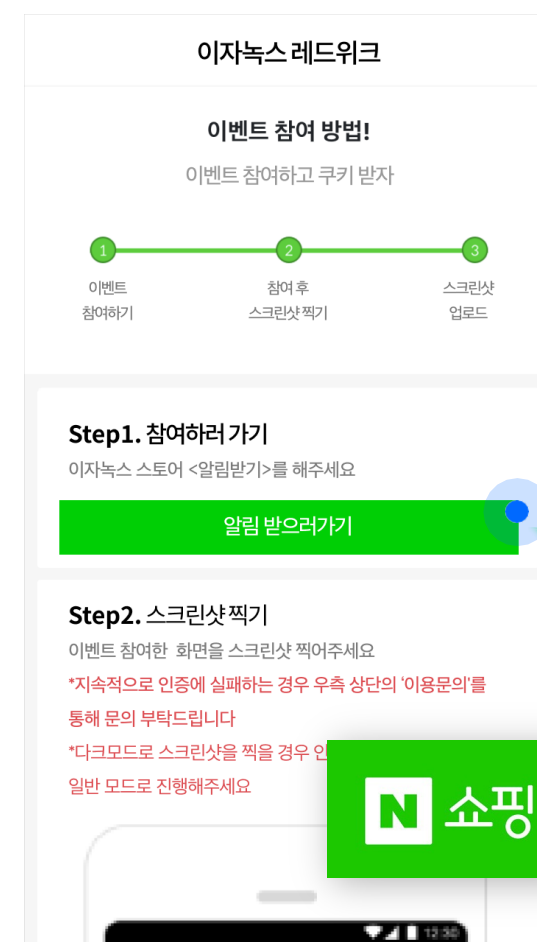 이자녹스 레드위크
이벤트 참여 방법!
이벤트 참여하고 쿠키 받자
1
2
3
이벤트
참여하기
참여 후
스크린샷 찍기
스크린샷
업로드
Step1. 참여하러 가기
이자녹스 스토어 <알림받기>를 해주세요
알림 받으러가기
Step2. 스크린샷 찍기
이벤트 참여한 화면을 스크린샷 찍어주세요
*지속적으로 인증에 실패하는 경우 우측 상단의 '이용문의'를
통해 문의 부탁드립니다
*다크모드로 스크린샷을 찍을 경우
일반 모드로 진행해주세요
N 쇼핑
12:30